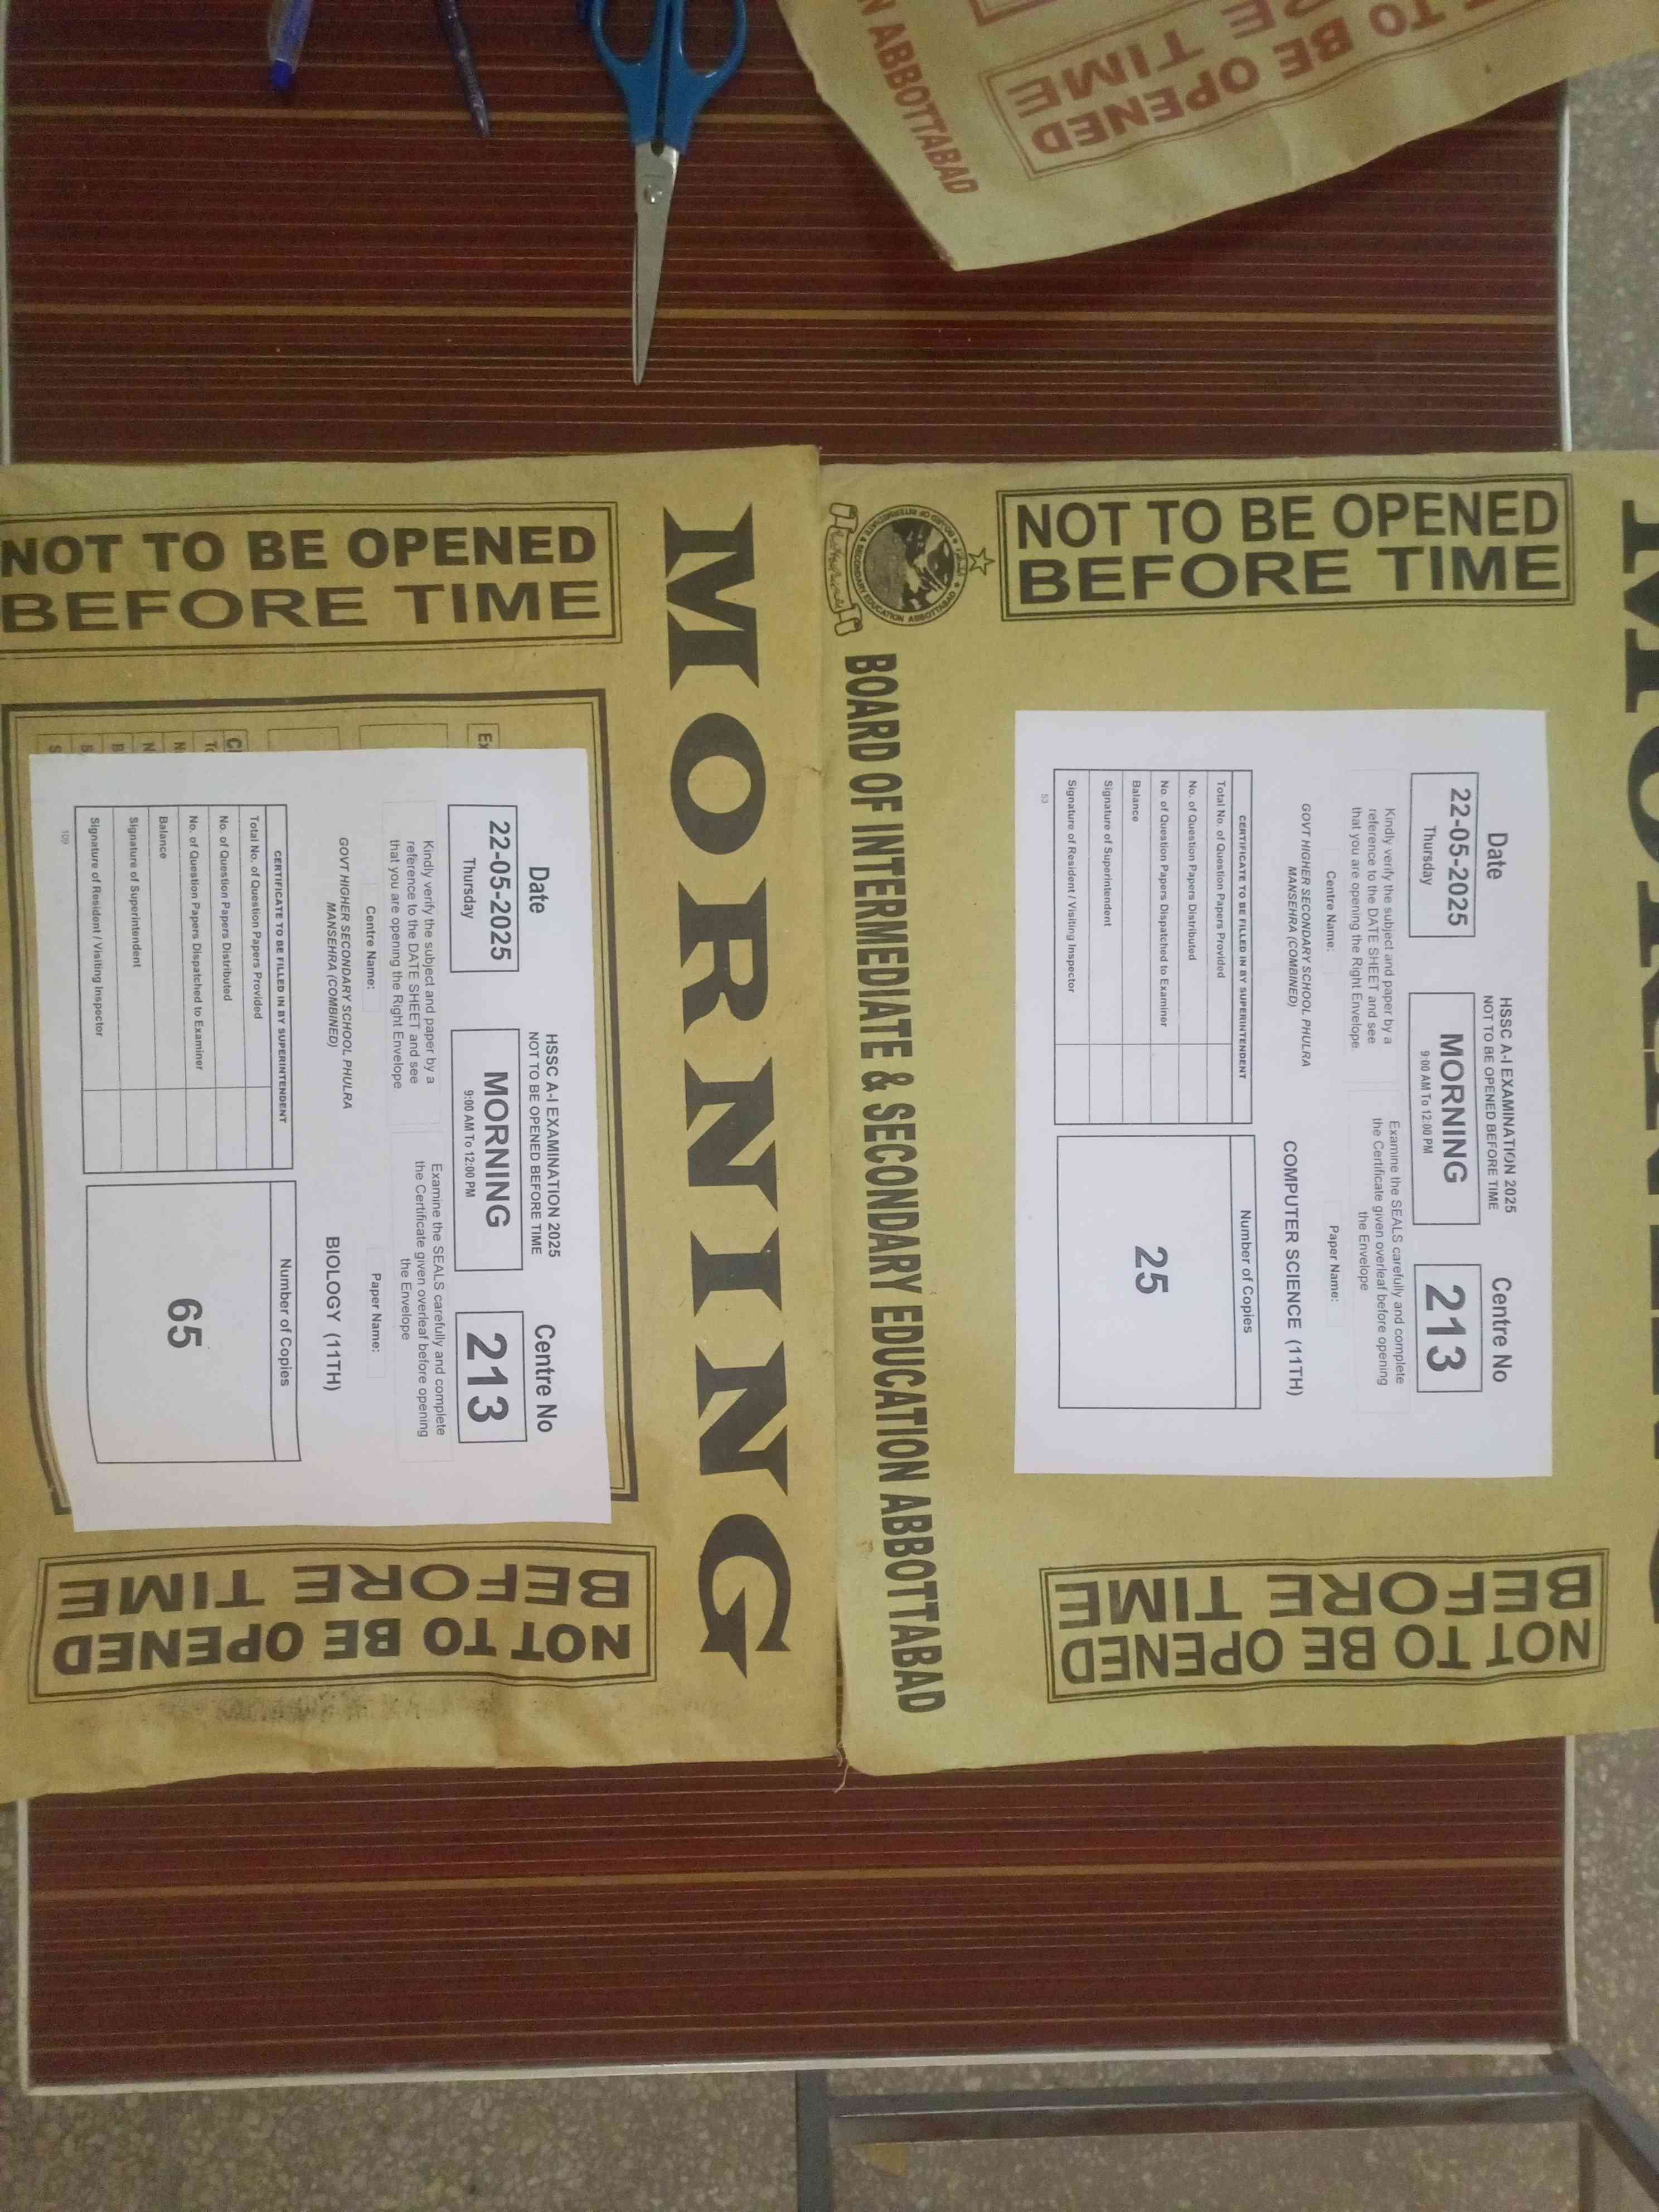 N ABBOTTABAD
T TO BE OPENED
E TIME
MORNING
NOT TO BE OPENED
BEFORE TIME
Date
22-05-2025
Thursday
HSSC A-I EXAMINATION 2025
NOT TO BE OPENED BEFORE TIME
MORNING
9:00 AM To 12:00 PM
Centre No
213
Kindly verify the subject and paper by a
reference to the DATE SHEET and see
that you are opening the Right Envelope
Examine the SEALS carefully and complete
the Certificate given overleaf before opening
the Envelope
Centre Name:
Paper Name:
GOVT HIGHER SECONDARY SCHOOL PHULRA
MANSEHRA (COMBINED)
COMPUTER SCIENCE (11TH)
CERTIFICATE TO BE FILLED IN BY SUPERINTENDENT
Total No. of Question Papers Provided
No. of Question Papers Distributed
No. of Question Papers Dispatched to Examiner
Balance
Signature of Superintendent
Signature of Resident / Visiting Inspector
Number of Copies
25
53
NOT TO BE OPENED
BEFORE TIME
BOARD OF INTERMEDIATE & SECONDARY EDUCATION ABBOTTABAD
BOARD OF INTERMEDIATE & SECONDARY EDUCATION ABBOTTABAD
MORNING
NOT TO BE OPENED
BEFORE TIME
Date
22-05-2025
Thursday
HSSC A-I EXAMINATION 2025
NOT TO BE OPENED BEFORE TIME
MORNING
9:00 AM To 12:00 PM
Centre No
213
Kindly verify the subject and paper by a
reference to the DATE SHEET and see
that you are opening the Right Envelope
Examine the SEALS carefully and complete
the Certificate given overleaf before opening
the Envelope
Centre Name:
Paper Name:
GOVT HIGHER SECONDARY SCHOOL PHULRA
MANSEHRA (COMBINED)
BIOLOGY (11TH)
CERTIFICATE TO BE FILLED IN BY SUPERINTENDENT
Total No. of Question Papers Provided
No. of Question Papers Distributed
No. of Question Papers Dispatched to Examiner
Balance
Signature of Superintendent
Signature of Resident / Visiting Inspector
Number of Copies
65
109
NOT TO BE OPENED
BEFORE TIME